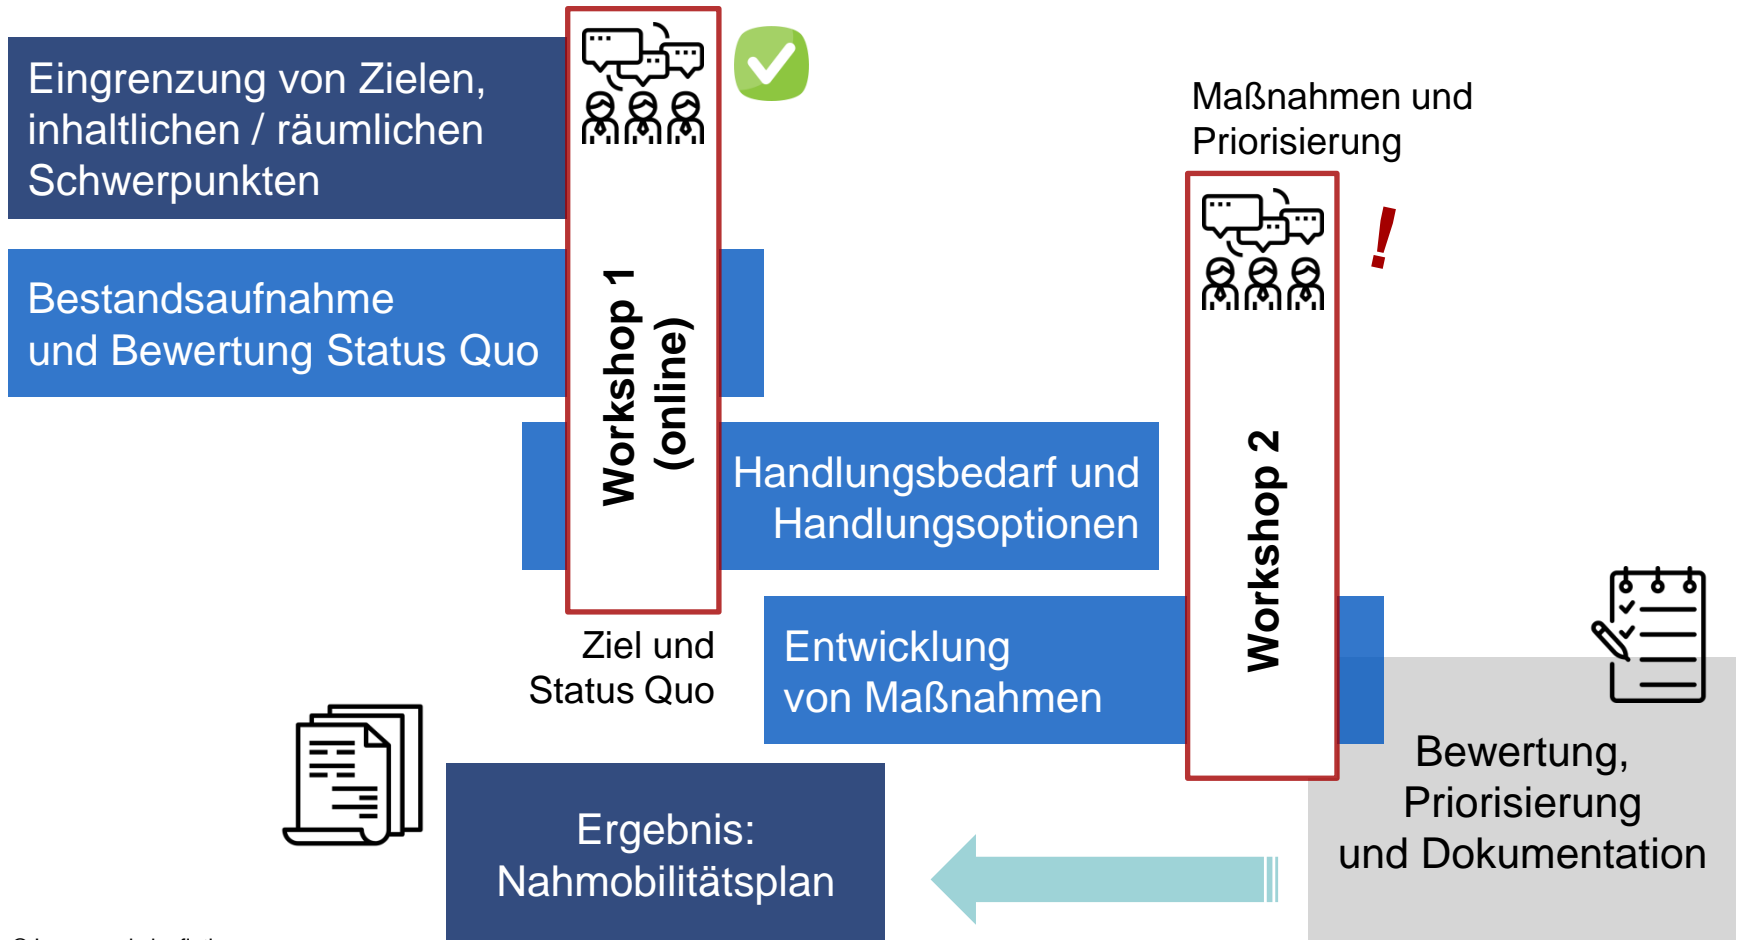 Eingrenzung von Zielen,
inhaltlichen / räumlichen
Schwerpunkten
Bestandsaufnahme
und Bewertung Status Quo
Workshop 1
(online)
Ziel und
Status Quo
Handlungsbedarf und
Handlungsoptionen
Maßnahmen und
Priorisierung
!
Workshop 2
Entwicklung
von Maßnahmen
Bewertung,
Priorisierung
und Dokumentation
Ergebnis:
Nahmobilitätsplan